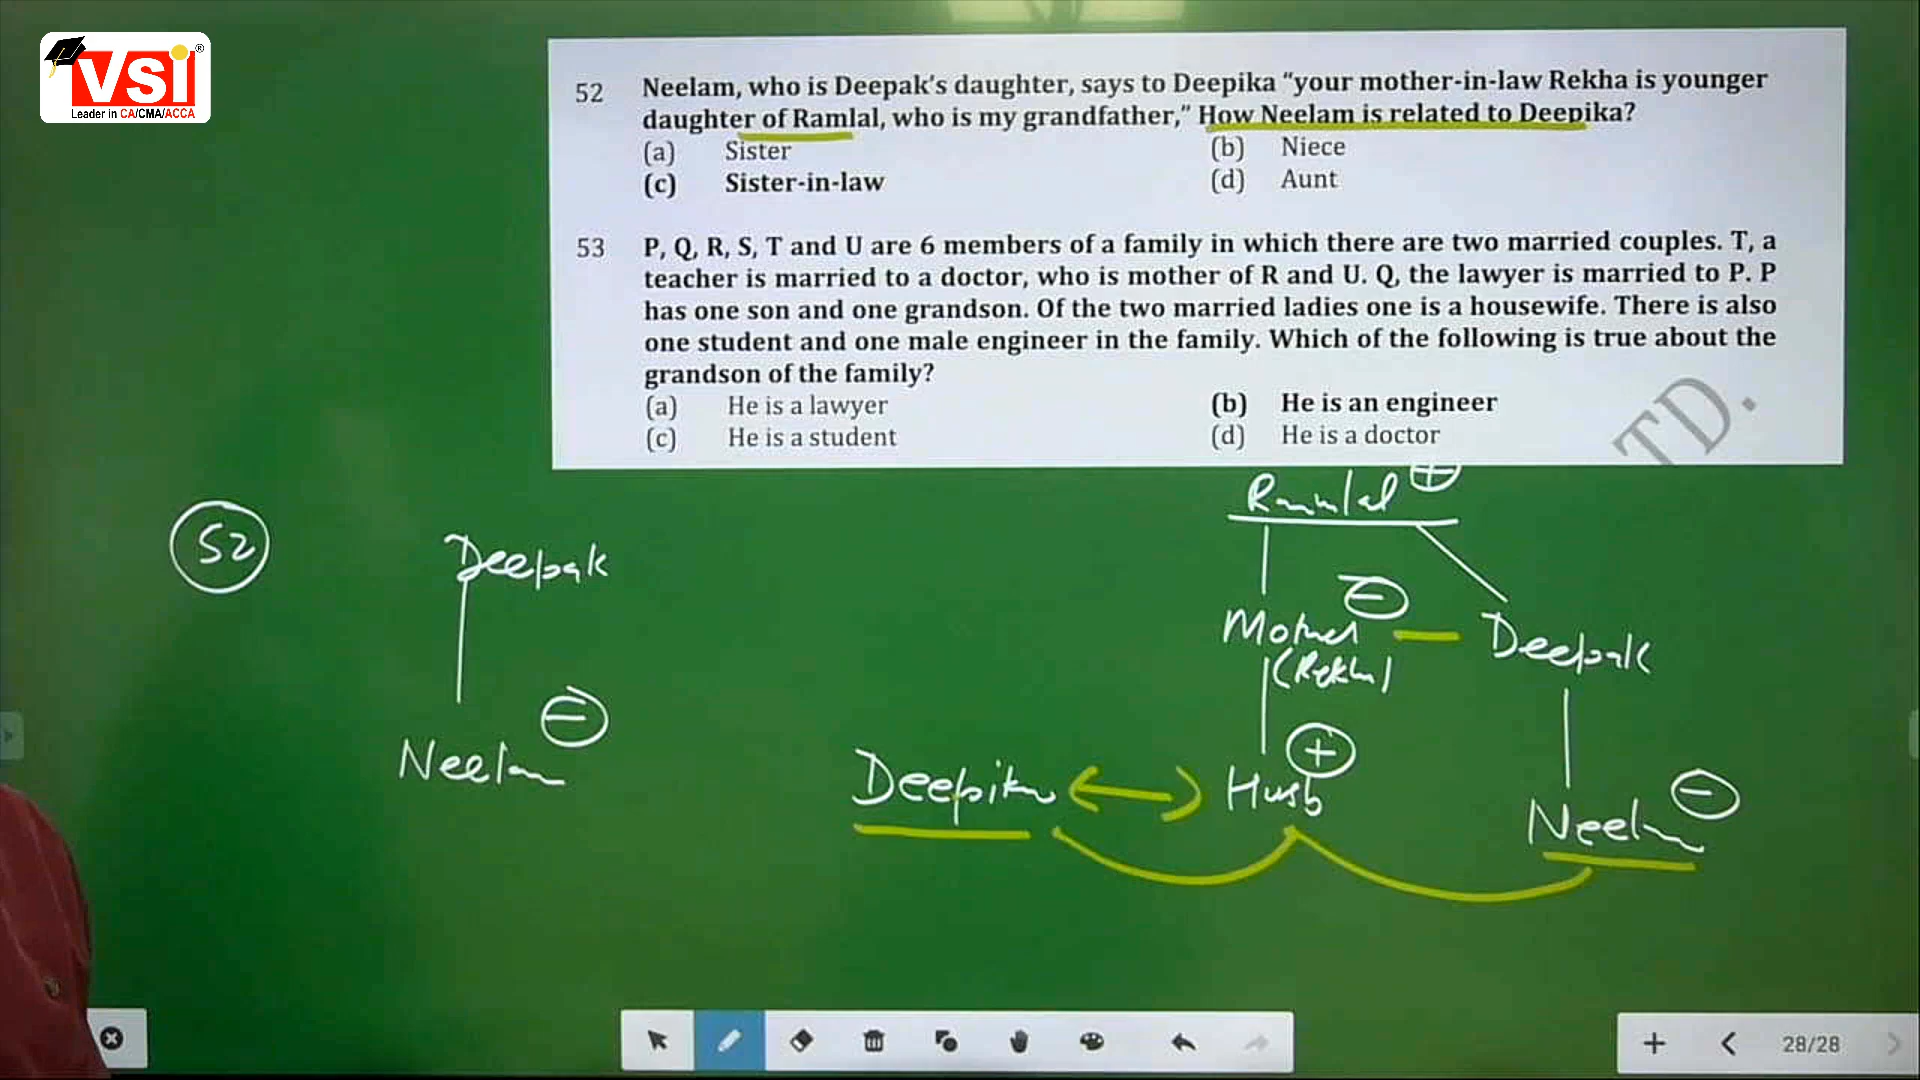 VSI®
Leader in CA/CMA/ACCA
52 Neelam, who is Deepak's daughter, says to Deepika "your mother-in-law Rekha is younger
daughter of Ramlal, who is my grandfather," How Neelam is related to Deepika?
(a) Sister (b) Niece
(c) Sister-in-law (d) Aunt
53 P, Q, R, S, T and U are 6 members of a family in which there are two married couples. T, a
teacher is married to a doctor, who is mother of R and U. Q, the lawyer is married to P. P
has one son and one grandson. Of the two married ladies one is a housewife. There is also
one student and one male engineer in the family. Which of the following is true about the
grandson of the family?
(a) He is a lawyer (b) He is an engineer
(c) He is a student (d) He is a doctor
TD.
Ramlal +
52 Deepak
-
Mother Deepak
(Rekha)
- +
Neelam Deepika Husb -
Neelam
28/28